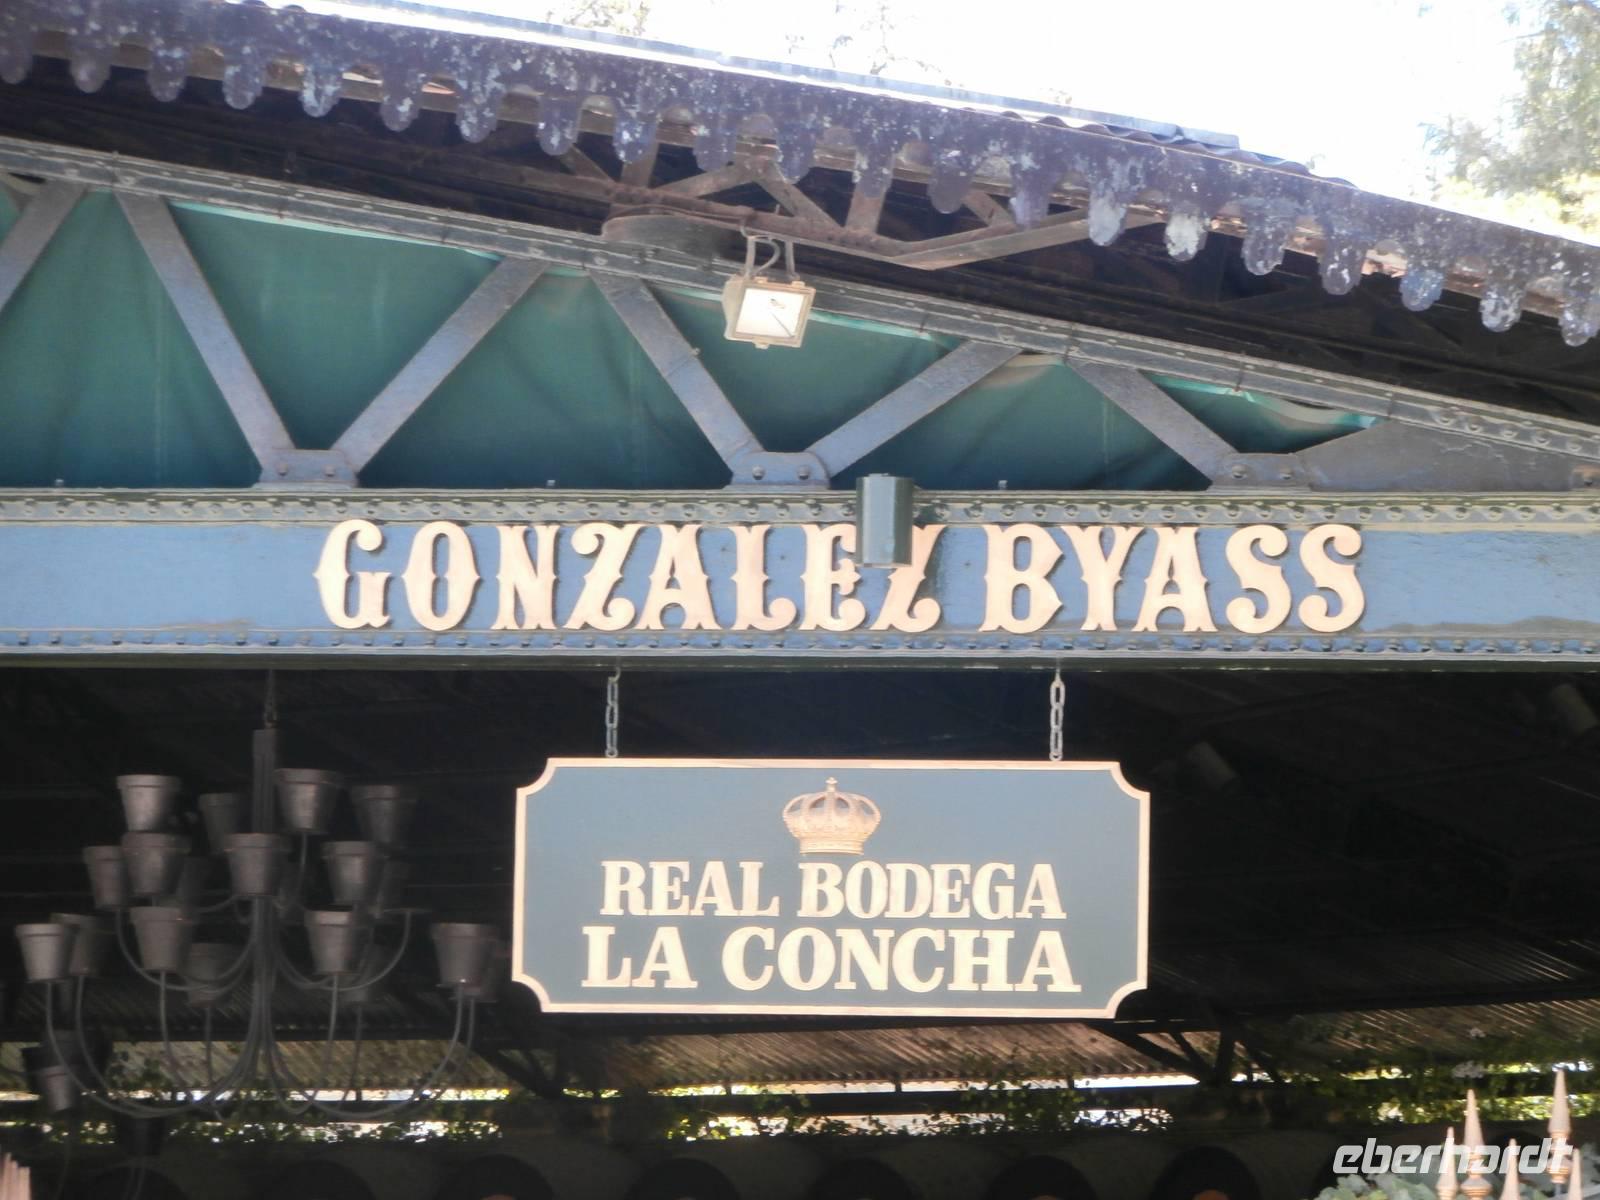 GONZALEZ BYASS
REAL BODEGA
LA CONCHA
eberhardt